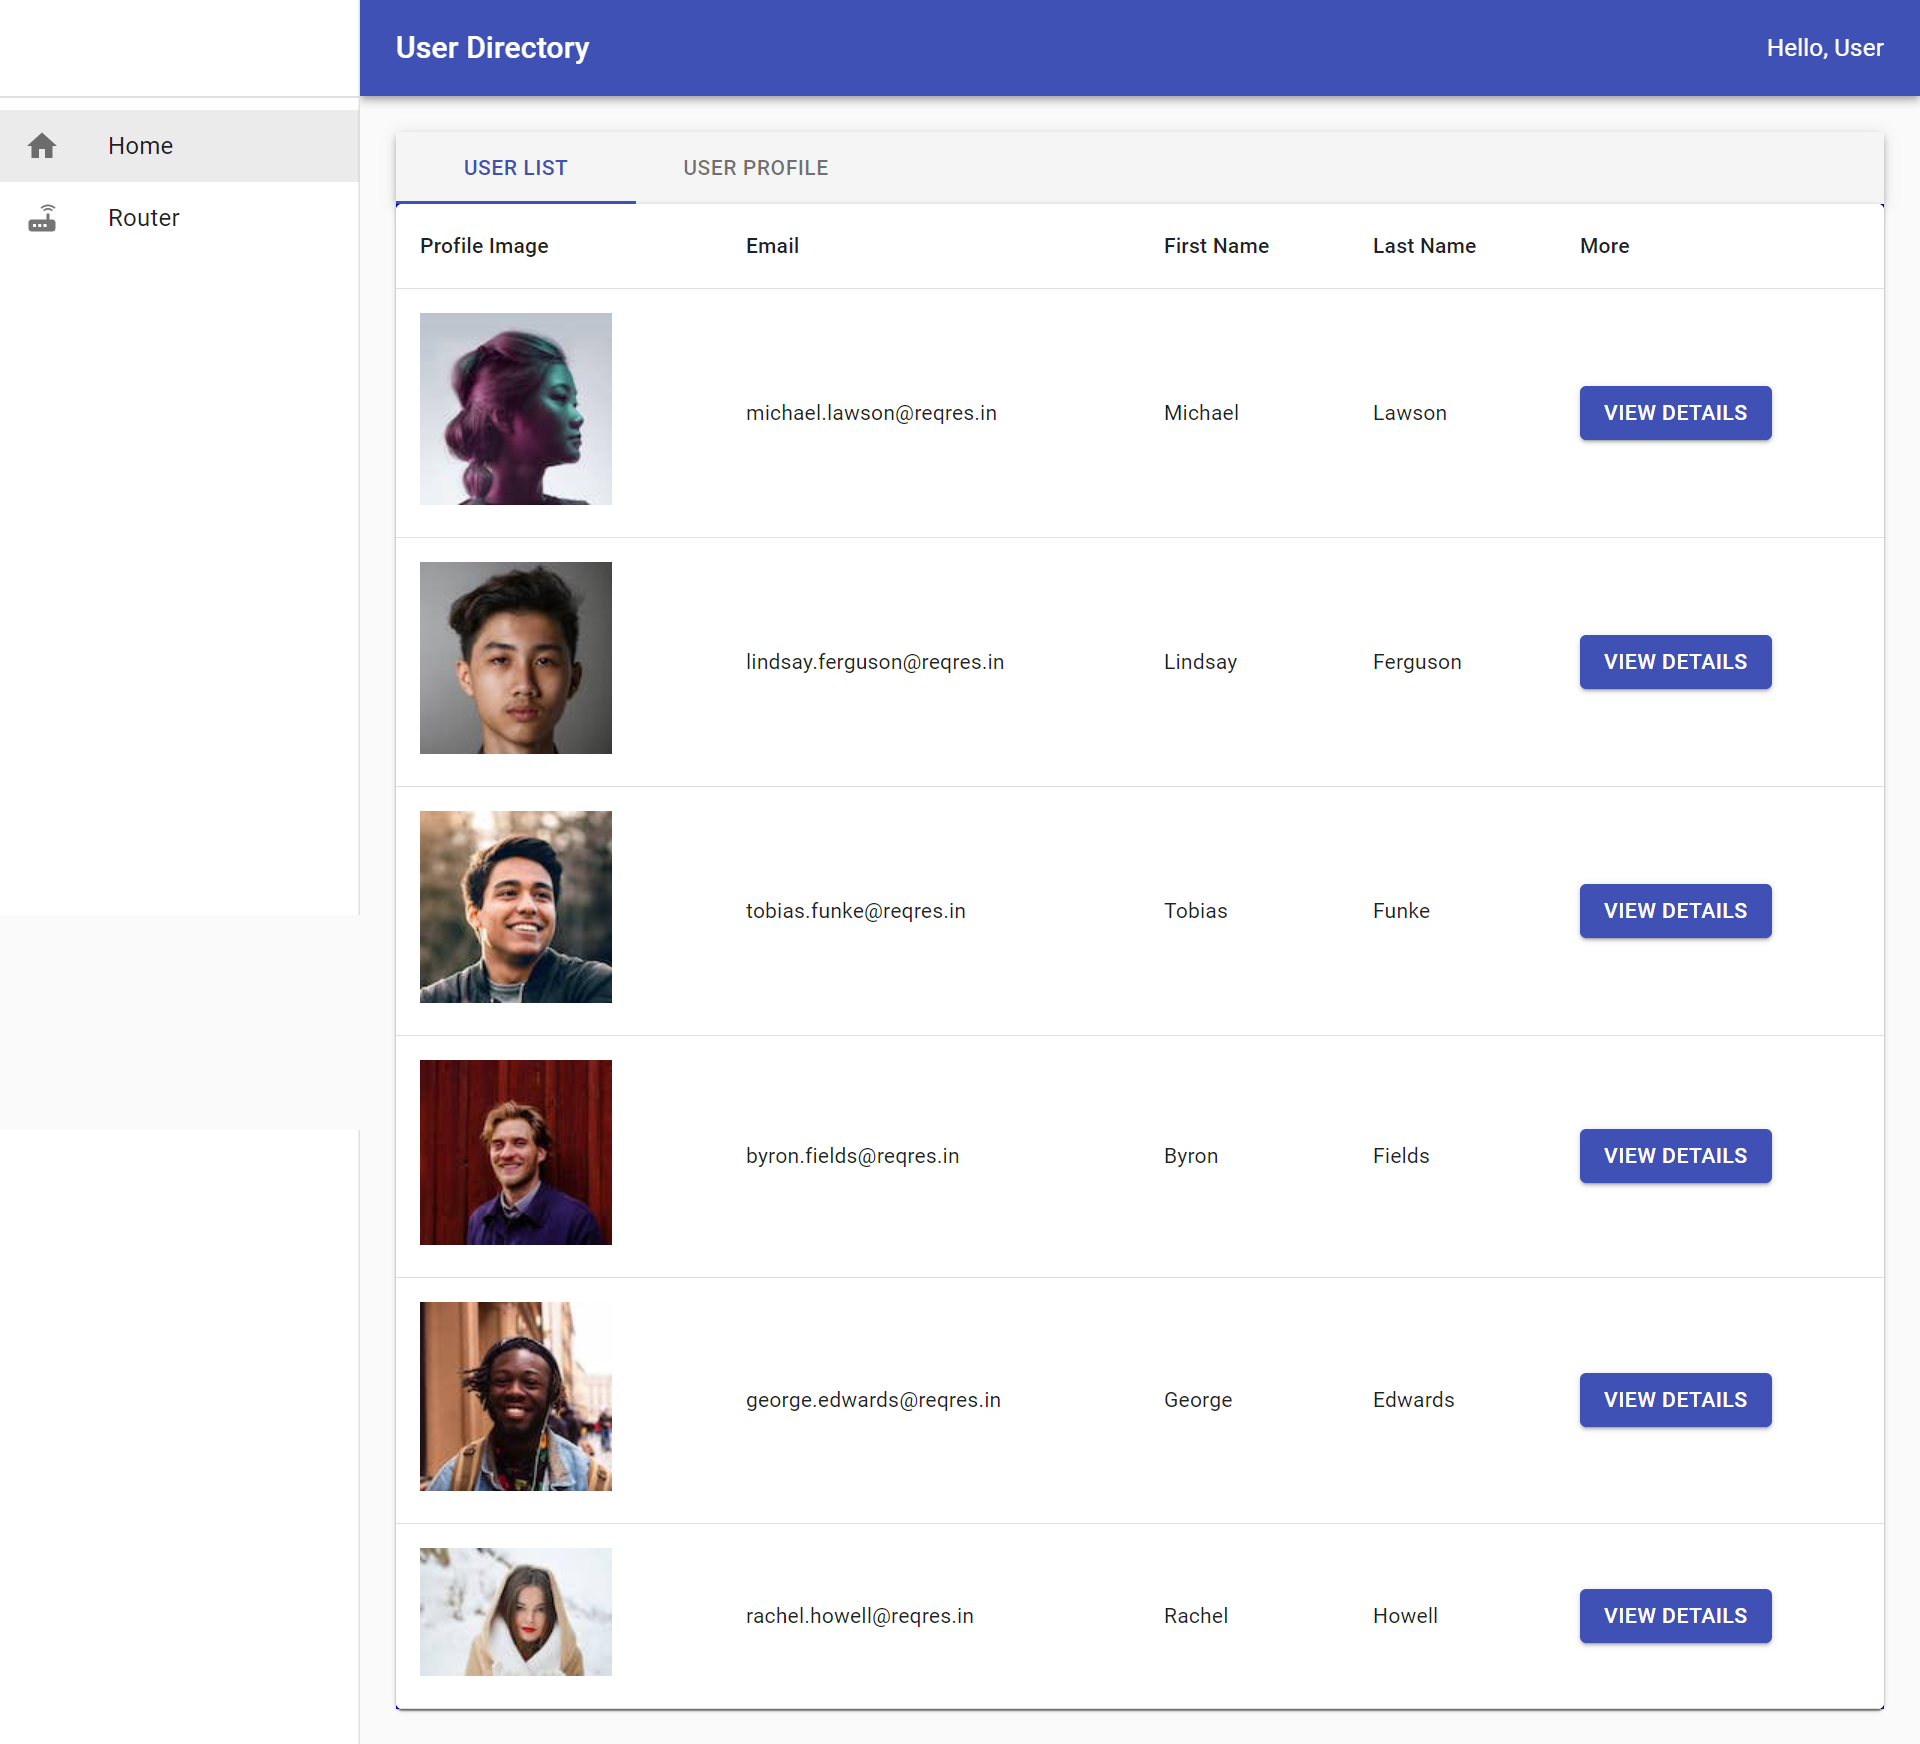 User Directory
Hello, User
Home
Router
USER LIST
USER PROFILE
Profile Image Email First Name Last Name More
michael.lawson@reqres.in Michael Lawson VIEW DETAILS
lindsay.ferguson@reqres.in Lindsay Ferguson VIEW DETAILS
tobias.funke@reqres.in Tobias Funke VIEW DETAILS
byron.fields@reqres.in Byron Fields VIEW DETAILS
george.edwards@reqres.in George Edwards VIEW DETAILS
rachel.howell@reqres.in Rachel Howell VIEW DETAILS